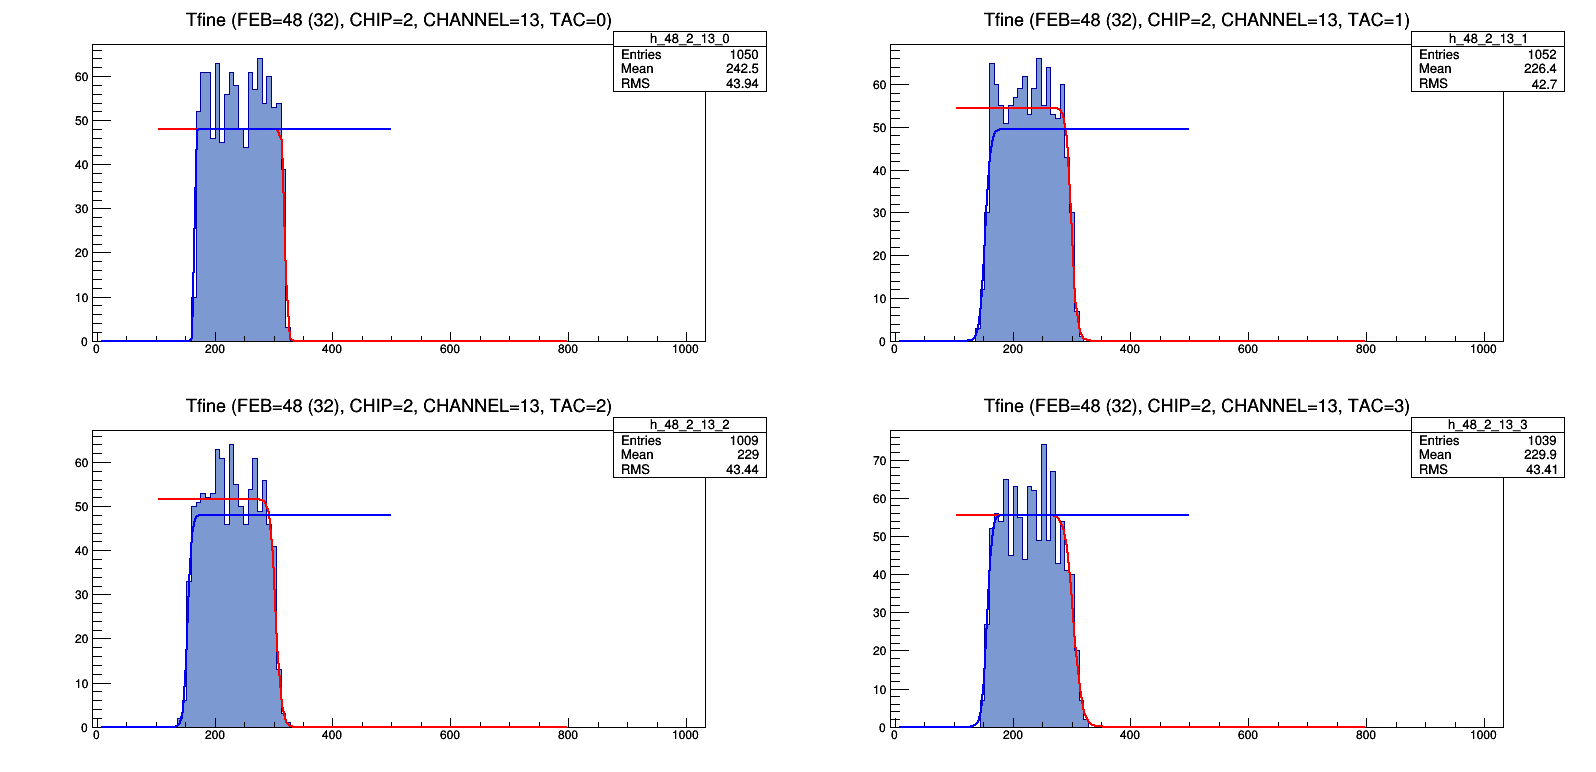 Tfine (FEB=48 (32), CHIP=2, CHANNEL=13, TAC=0)
h_48_2_13_0
Entries 1050
Mean 242.5
RMS 43.94
60
50
40
30
20
10
0
0 200 400 600 800 1000
Tfine (FEB=48 (32), CHIP=2, CHANNEL=13, TAC=1)
h_48_2_13_1
Entries 1052
Mean 226.4
RMS 42.7
60
50
40
30
20
10
0
0 200 400 600 800 1000
Tfine (FEB=48 (32), CHIP=2, CHANNEL=13, TAC=2)
h_48_2_13_2
Entries 1009
Mean 229
RMS 43.44
60
50
40
30
20
10
0
0 200 400 600 800 1000
Tfine (FEB=48 (32), CHIP=2, CHANNEL=13, TAC=3)
h_48_2_13_3
Entries 1039
Mean 229.9
RMS 43.41
70
60
50
40
30
20
10
0
0 200 400 600 800 1000